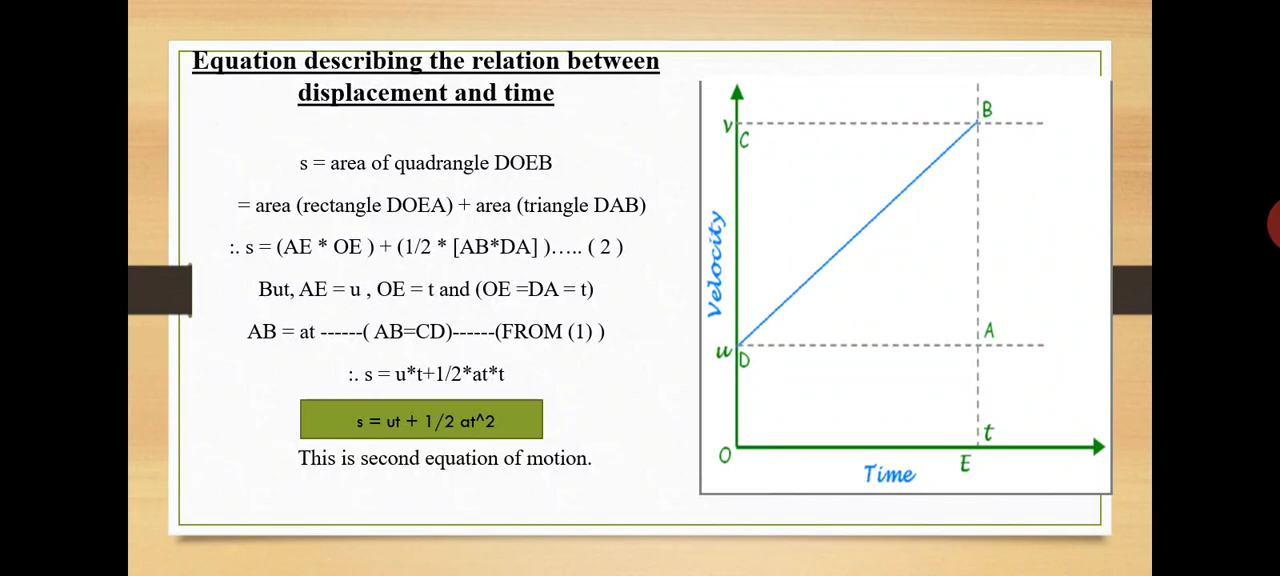 Equation describing the relation between
displacement and time
s = area of quadrangle DOEB
= area (rectangle DOEA) + area (triangle DAB)
:. s = (AE * OE ) + (1/2 * [AB*DA] )….. ( 2 )
But, AE = u , OE = t and (OE =DA = t)
AB = at ------( AB=CD)------(FROM (1) )
:. s = u*t+1/2*at*t
s = ut + 1/2 at^2
This is second equation of motion.
B
v
C
Velocity
A
u
D
t
O
E
Time